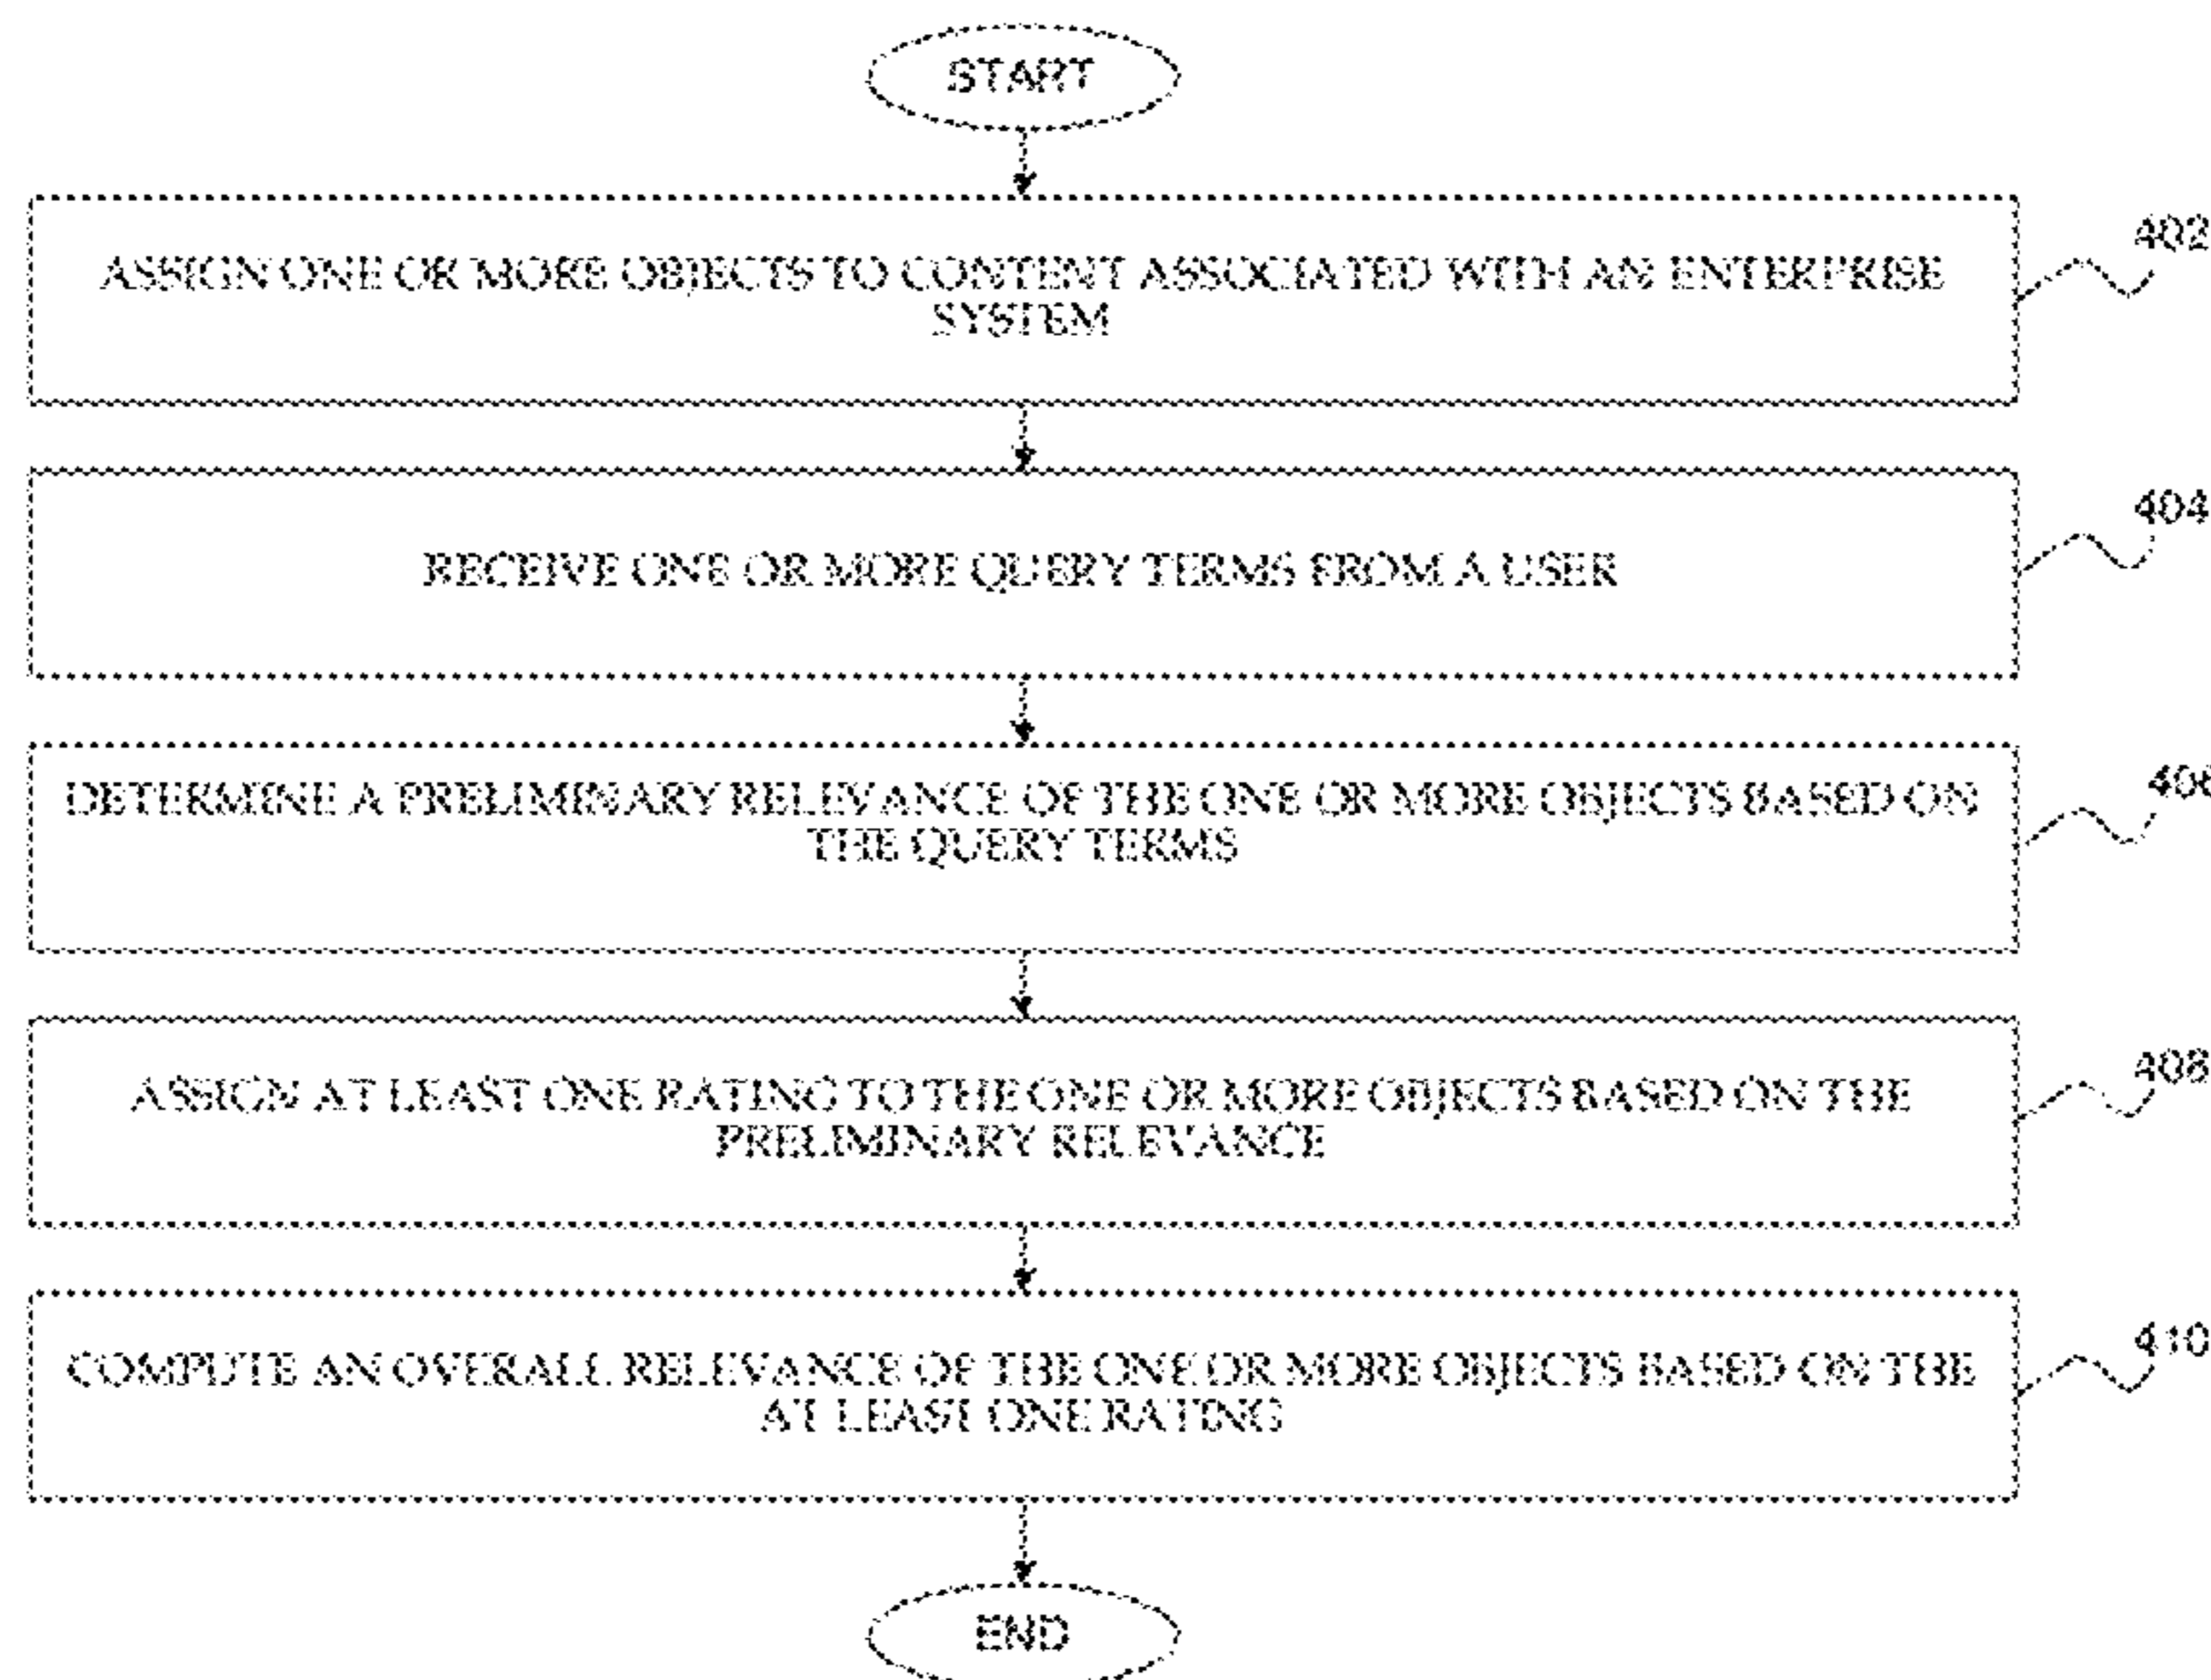 START
ASSIGN ONE OR MORE OBJECTS TO CONTENT ASSOCIATED WITH AN ENTERPRISE
SYSTEM
402
RECEIVE ONE OR MORE QUERY TERMS FROM A USER
404
DETERMINE A PRELIMINARY RELEVANCE OF THE ONE OR MORE OBJECTS BASED ON
THE QUERY TERMS
406
ASSIGN AT LEAST ONE RATING TO THE ONE OR MORE OBJECTS BASED ON THE
PRELIMINARY RELEVANCE
408
COMPUTE AN OVERALL RELEVANCE OF THE ONE OR MORE OBJECTS BASED ON THE
AT LEAST ONE RATING
410
END